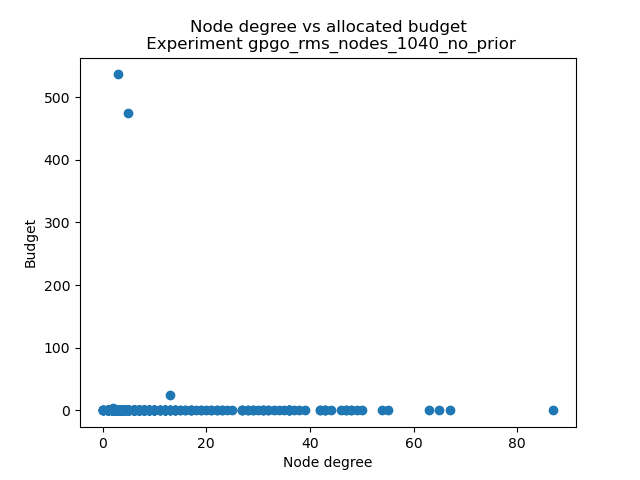 Node degree vs allocated budget
Experiment gpgo_rms_nodes_1040_no_prior
Budget
500
400
300
200
100
0
0 20 40 60 80
Node degree